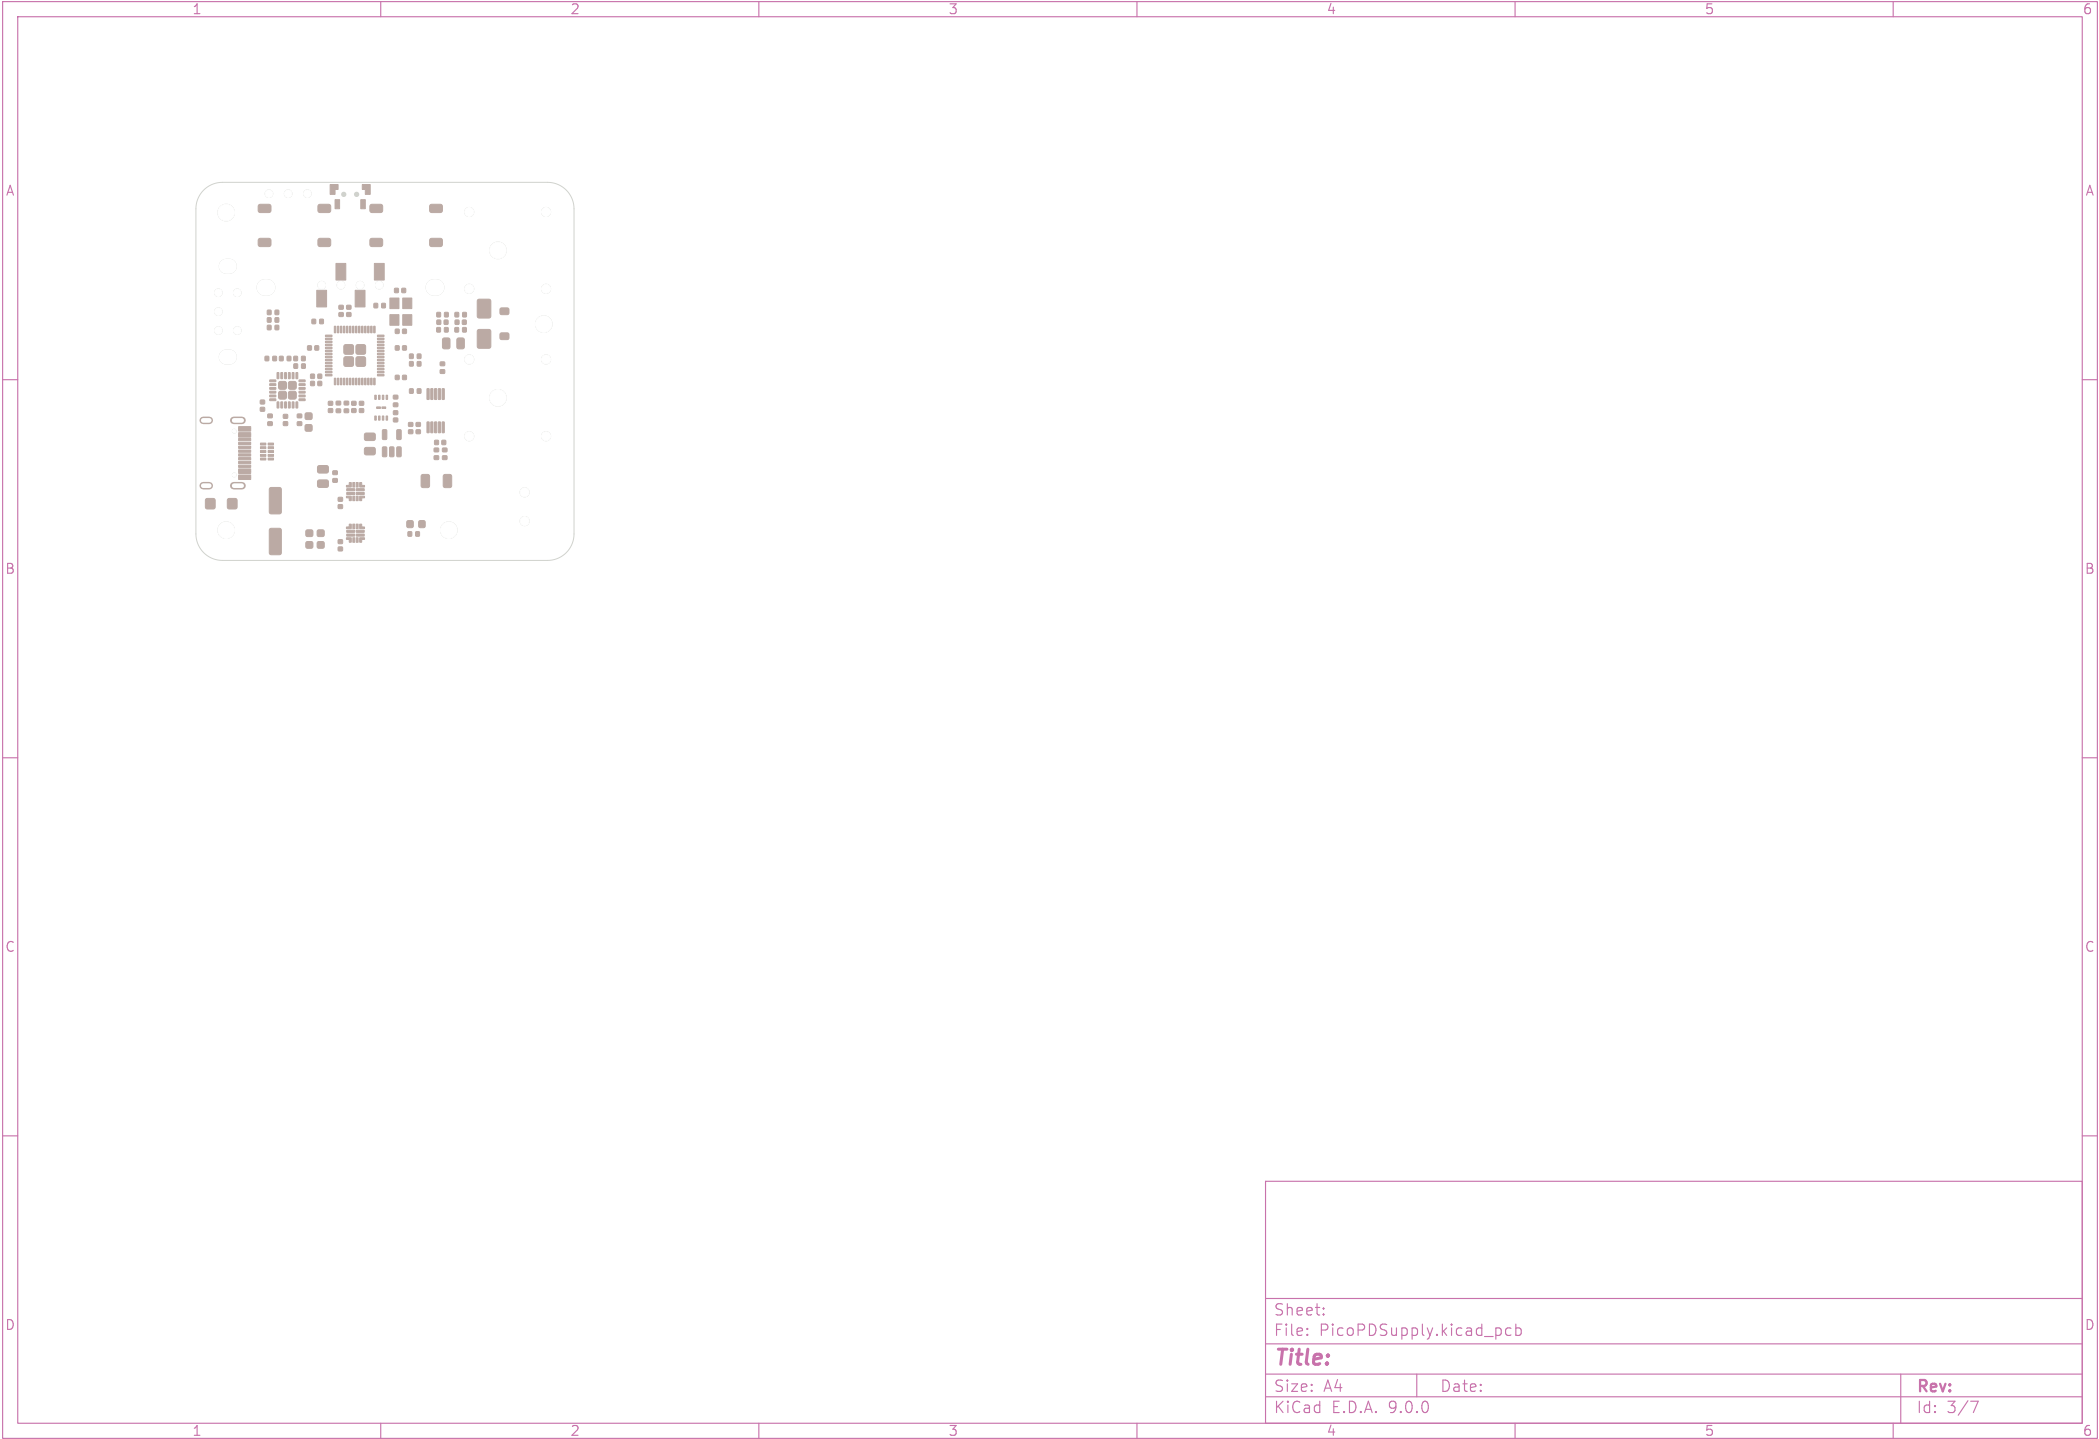 1 2 3 4 5 6
A A
B B
C C
D D
Sheet:
File: PicoPDSupply.kicad_pcb
Title:
Size: A4 Date: Rev:
KiCad E.D.A. 9.0.0 Id: 3/7
1 2 3 4 5 6